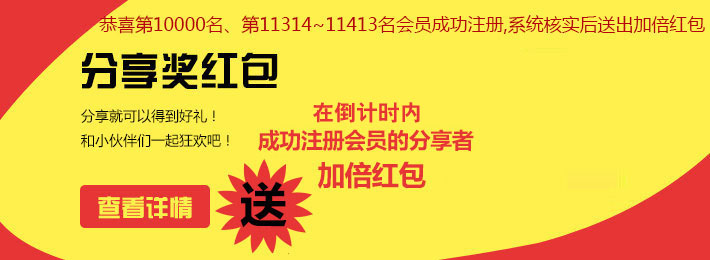 恭喜第10000名、第11314~11413名会员成功注册,系统核实后送出加倍红包
分享奖红包
分享就可以得到好礼！
和小伙伴们一起狂欢吧！
在倒计时内
成功注册会员的分享者
加倍红包
查看详情
送